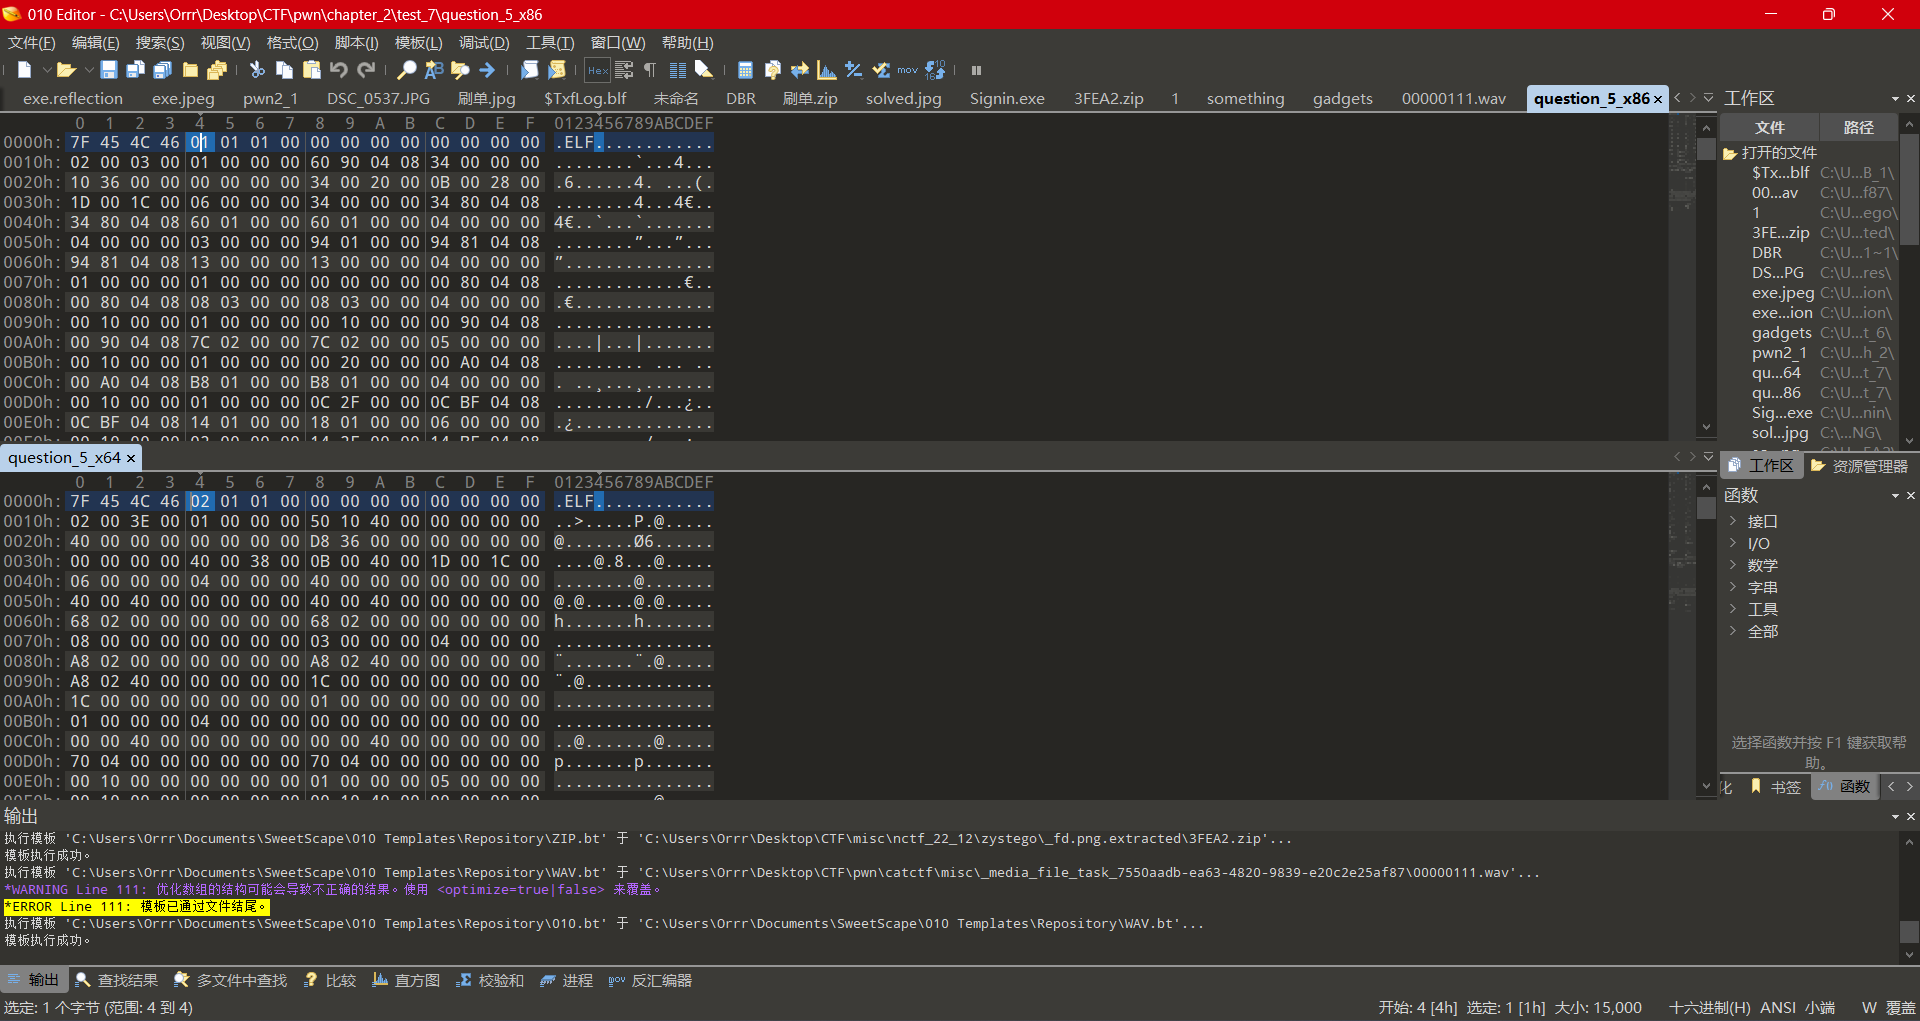 010 Editor - C:\Users\Orrr\Desktop\CTF\pwn\chapter_2\test_7\question_5_x86
文件(F) 编辑(E) 搜索(S) 视图(V) 格式(O) 脚本(I) 模板(L) 调试(D) 工具(T) 窗口(W) 帮助(H)
exe.reflection exe.jpeg pwn2_1 DSC_0537.JPG 刷单.jpg $TxfLog.blf 未命名 DBR 刷单.zip solved.jpg Signin.exe 3FEA2.zip 1 something gadgets 00000111.wav question_5_x86
0 1 2 3 4 5 6 7 8 9 A B C D E F 0123456789ABCDEF
0000h: 7F 45 4C 46 01 01 01 00 00 00 00 00 00 00 00 00 .ELF............
0010h: 02 00 03 00 01 00 00 00 60 90 04 08 34 00 00 00 ........`...4...
0020h: 10 36 00 00 00 00 00 00 34 00 20 00 0B 00 28 00 .6......4. ...(.
0030h: 1D 00 1C 00 06 00 00 00 34 00 00 00 34 80 04 08 ........4...4€..
0040h: 34 80 04 08 60 01 00 00 60 01 00 00 04 00 00 00 4€..`...`.......
0050h: 04 00 00 00 03 00 00 00 94 01 00 00 94 81 04 08 ........”...”...
0060h: 94 81 04 08 13 00 00 00 13 00 00 00 04 00 00 00 ”...............
0070h: 01 00 00 00 01 00 00 00 00 00 00 00 00 80 04 08 .............€..
0080h: 00 80 04 08 08 03 00 00 08 03 00 00 04 00 00 00 .€..............
0090h: 00 10 00 00 01 00 00 00 00 10 00 00 00 90 04 08 ................
00A0h: 00 90 04 08 7C 02 00 00 7C 02 00 00 05 00 00 00 ....|...|.......
00B0h: 00 10 00 00 01 00 00 00 00 20 00 00 00 A0 04 08 ......... ... ..
00C0h: 00 A0 04 08 B8 01 00 00 B8 01 00 00 04 00 00 00 . ..¸...¸.......
00D0h: 00 10 00 00 01 00 00 00 0C 2F 00 00 0C BF 04 08 ........./...¿..
00E0h: 0C BF 04 08 14 01 00 00 18 01 00 00 06 00 00 00 .¿..............
question_5_x64
0 1 2 3 4 5 6 7 8 9 A B C D E F 0123456789ABCDEF
0000h: 7F 45 4C 46 02 01 01 00 00 00 00 00 00 00 00 00 .ELF............
0010h: 02 00 3E 00 01 00 00 00 50 10 40 00 00 00 00 00 ..>.....P.@.....
0020h: 40 00 00 00 00 00 00 00 D8 36 00 00 00 00 00 00 @.......Ø6......
0030h: 00 00 00 00 40 00 38 00 0B 00 40 00 1D 00 1C 00 ....@.8...@.....
0040h: 06 00 00 00 04 00 00 00 40 00 00 00 00 00 00 00 ........@.......
0050h: 40 00 40 00 00 00 00 00 40 00 40 00 00 00 00 00 @.@.....@.@.....
0060h: 68 02 00 00 00 00 00 00 68 02 00 00 00 00 00 00 h.......h.......
0070h: 08 00 00 00 00 00 00 00 03 00 00 00 04 00 00 00 ................
0080h: A8 02 00 00 00 00 00 00 A8 02 40 00 00 00 00 00 ¨.......¨.@.....
0090h: A8 02 40 00 00 00 00 00 1C 00 00 00 00 00 00 00 ¨.@.............
00A0h: 1C 00 00 00 00 00 00 00 01 00 00 00 00 00 00 00 ................
00B0h: 01 00 00 00 04 00 00 00 00 00 00 00 00 00 00 00 ................
00C0h: 00 00 40 00 00 00 00 00 00 00 40 00 00 00 00 00 ..@.......@.....
00D0h: 70 04 00 00 00 00 00 00 70 04 00 00 00 00 00 00 p.......p.......
00E0h: 00 10 00 00 00 00 00 00 01 00 00 00 05 00 00 00 ................
工作区
文件 路径
打开的文件
$Tx...blf C:\U...B_1\
00...av C:\U...f87\
1 C:\U...ego\
3FE...zip C:\U...ted\
DBR C:\U...1~1\
DS...PG C:\U...res\
exe.jpeg C:\U...ion\
exe...ion C:\U...ion\
gadgets C:\U...t_6\
pwn2_1 C:\U...h_2\
qu...64 C:\U...t_7\
qu...86 C:\U...t_7\
Sig...exe C:\U...nin\
sol...jpg C:\...NG\
工作区 资源管理器
函数
接口
I/O
数学
字串
工具
全部
选择函数并按 F1 键获取帮
助。
化 书签 函数
输出
执行模板 'C:\Users\Orrr\Documents\SweetScape\010 Templates\Repository\ZIP.bt' 于 'C:\Users\Orrr\Desktop\CTF\misc\nctf_22_12\zystego\_fd.png.extracted\3FEA2.zip'...
模板执行成功。
执行模板 'C:\Users\Orrr\Documents\SweetScape\010 Templates\Repository\WAV.bt' 于 'C:\Users\Orrr\Desktop\CTF\pwn\catctf\misc\_media_file_task_7550aadb-ea63-4820-9839-e20c2e25af87\00000111.wav'...
*WARNING Line 111: 优化数组的结构可能会导致不正确的结果。使用 <optimize=true|false> 来覆盖。
*ERROR Line 111: 模板已通过文件结尾。
执行模板 'C:\Users\Orrr\Documents\SweetScape\010 Templates\Repository\010.bt' 于 'C:\Users\Orrr\Documents\SweetScape\010 Templates\Repository\WAV.bt'...
模板执行成功。
输出 查找结果 多文件中查找 比较 直方图 校验和 进程 反汇编器
选定: 1 个字节 (范围: 4 到 4) 开始: 4 [4h] 选定: 1 [1h] 大小: 15,000 十六进制(H) ANSI 小端 W 覆盖